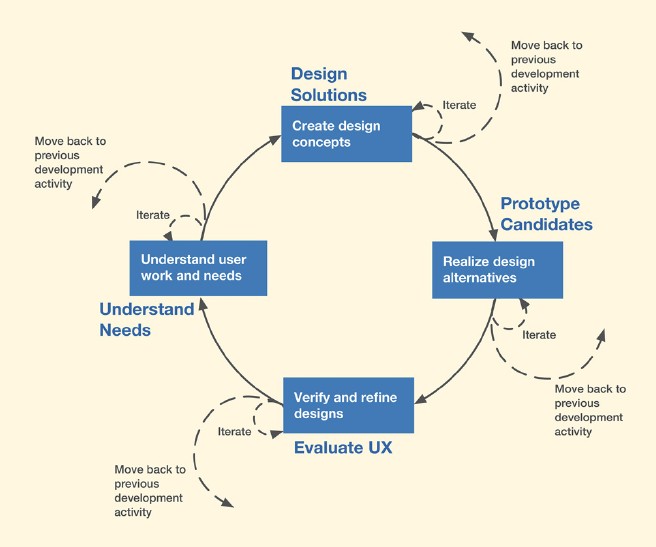 Design
Solutions
Create design
concepts
Iterate
Move back to
previous
development
activity
Prototype
Candidates
Realize design
alternatives
Iterate
Move back to
previous
development
activity
Verify and refine
designs
Evaluate UX
Iterate
Move back to
previous
development
activity
Understand user
work and needs
Understand
Needs
Iterate
Move back to
previous
development
activity